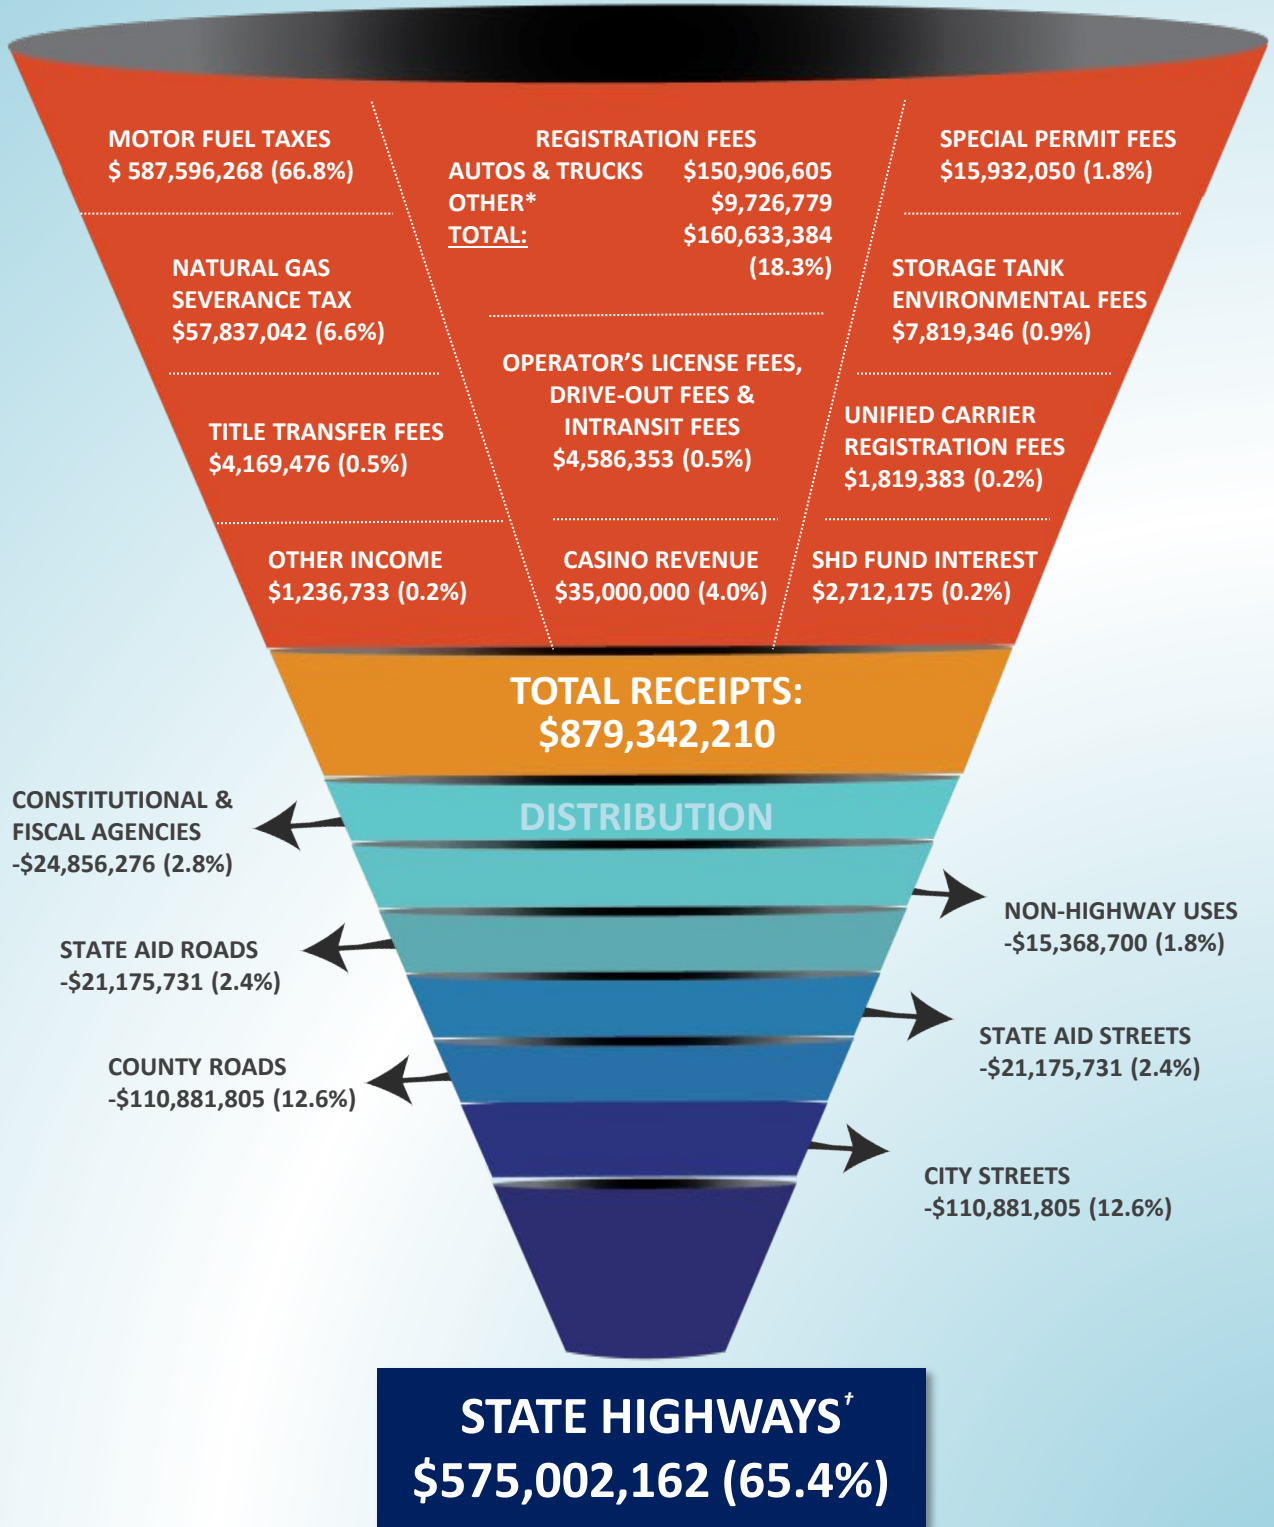 MOTOR FUEL TAXES
$ 587,596,268 (66.8%)
NATURAL GAS
SEVERANCE TAX
$57,837,042 (6.6%)
TITLE TRANSFER FEES
$4,169,476 (0.5%)
OTHER INCOME
$1,236,733 (0.2%)
REGISTRATION FEES
AUTOS & TRUCKS $150,906,605
OTHER* $9,726,779
TOTAL: $160,633,384
(18.3%)
OPERATOR’S LICENSE FEES,
DRIVE-OUT FEES &
INTRANSIT FEES
$4,586,353 (0.5%)
CASINO REVENUE
$35,000,000 (4.0%)
SPECIAL PERMIT FEES
$15,932,050 (1.8%)
STORAGE TANK
ENVIRONMENTAL FEES
$7,819,346 (0.9%)
UNIFIED CARRIER
REGISTRATION FEES
$1,819,383 (0.2%)
SHD FUND INTEREST
$2,712,175 (0.2%)
TOTAL RECEIPTS:
$879,342,210
DISTRIBUTION
CONSTITUTIONAL &
FISCAL AGENCIES
-$24,856,276 (2.8%)
NON-HIGHWAY USES
-$15,368,700 (1.8%)
STATE AID ROADS
-$21,175,731 (2.4%)
STATE AID STREETS
-$21,175,731 (2.4%)
COUNTY ROADS
-$110,881,805 (12.6%)
CITY STREETS
-$110,881,805 (12.6%)
STATE HIGHWAYS†
$575,002,162 (65.4%)